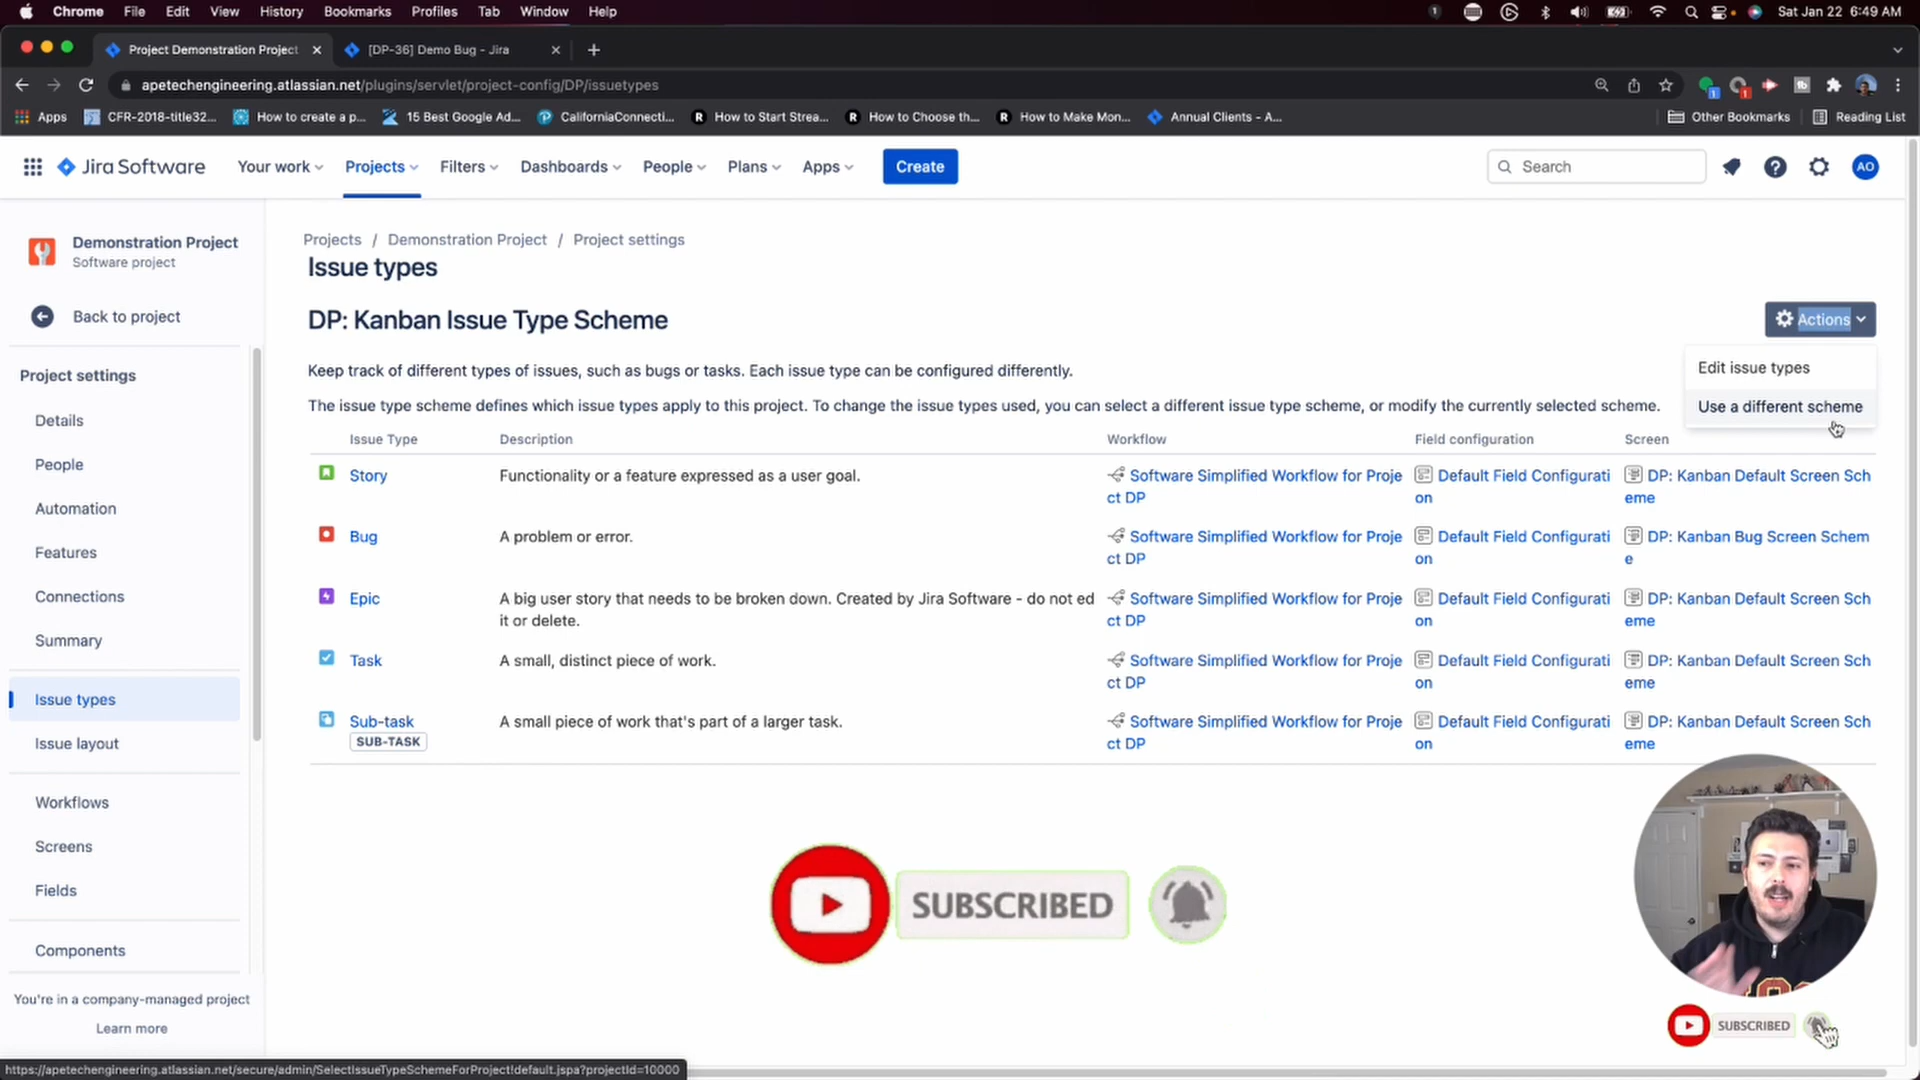 Chrome File Edit View History Bookmarks Profiles Tab Window Help Sat Jan 22 6:49 AM
Project Demonstration Project [DP-36] Demo Bug - Jira
apetechengineering.atlassian.net/plugins/servlet/project-config/DP/issuetypes
Apps CFR-2018-title32... How to create a p... 15 Best Google Ad... CaliforniaConnecti... How to Start Strea... How to Choose th... How to Make Mon... Annual Clients - A... Other Bookmarks Reading List
Jira Software Your work Projects Filters Dashboards People Plans Apps Create Search AO
Demonstration Project
Software project
Back to project
Project settings
Details
People
Automation
Features
Connections
Summary
Issue types
Issue layout
Workflows
Screens
Fields
Components
You're in a company-managed project
Learn more
Projects / Demonstration Project / Project settings
Issue types
DP: Kanban Issue Type Scheme
Actions
Edit issue types
Use a different scheme
Keep track of different types of issues, such as bugs or tasks. Each issue type can be configured differently.
The issue type scheme defines which issue types apply to this project. To change the issue types used, you can select a different issue type scheme, or modify the currently selected scheme.
Issue Type Description Workflow Field configuration Screen
Story Functionality or a feature expressed as a user goal. Software Simplified Workflow for Proje Default Field Configurati DP: Kanban Default Screen Sch
ct DP on eme
Bug A problem or error. Software Simplified Workflow for Proje Default Field Configurati DP: Kanban Bug Screen Schem
ct DP on e
Epic A big user story that needs to be broken down. Created by Jira Software - do not ed Software Simplified Workflow for Proje Default Field Configurati DP: Kanban Default Screen Sch
it or delete. ct DP on eme
Task A small, distinct piece of work. Software Simplified Workflow for Proje Default Field Configurati DP: Kanban Default Screen Sch
ct DP on eme
Sub-task A small piece of work that's part of a larger task. Software Simplified Workflow for Proje Default Field Configurati DP: Kanban Default Screen Sch
SUB-TASK ct DP on eme
SUBSCRIBED
SUBSCRIBED
https://apetechengineering.atlassian.net/secure/admin/SelectIssueTypeSchemeForProject!default.jspa?projectId=10000